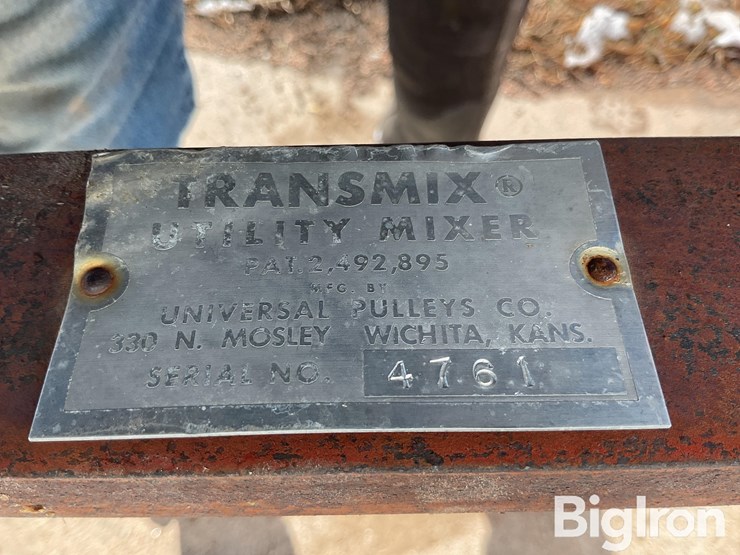 TRANSMIX®
UTILITY MIXER
PAT. 2,492,895
MFG. BY
UNIVERSAL PULLEYS CO.
330 N. MOSLEY WICHITA, KANS.
SERIAL NO. 4761
BigIron